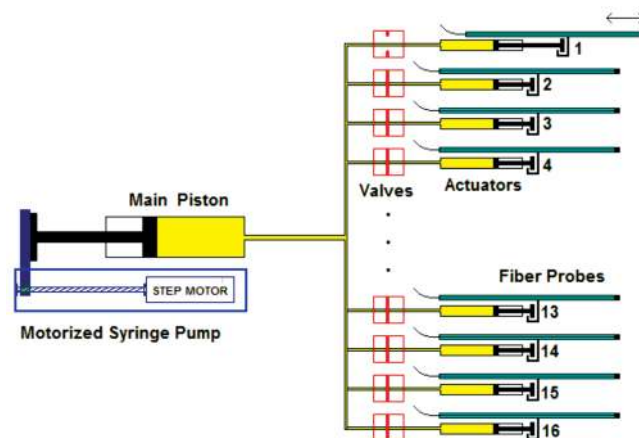 1
2
3
4
Valves
Actuators
Main Piston
STEP MOTOR
Motorized Syringe Pump
Fiber Probes
13
14
15
16